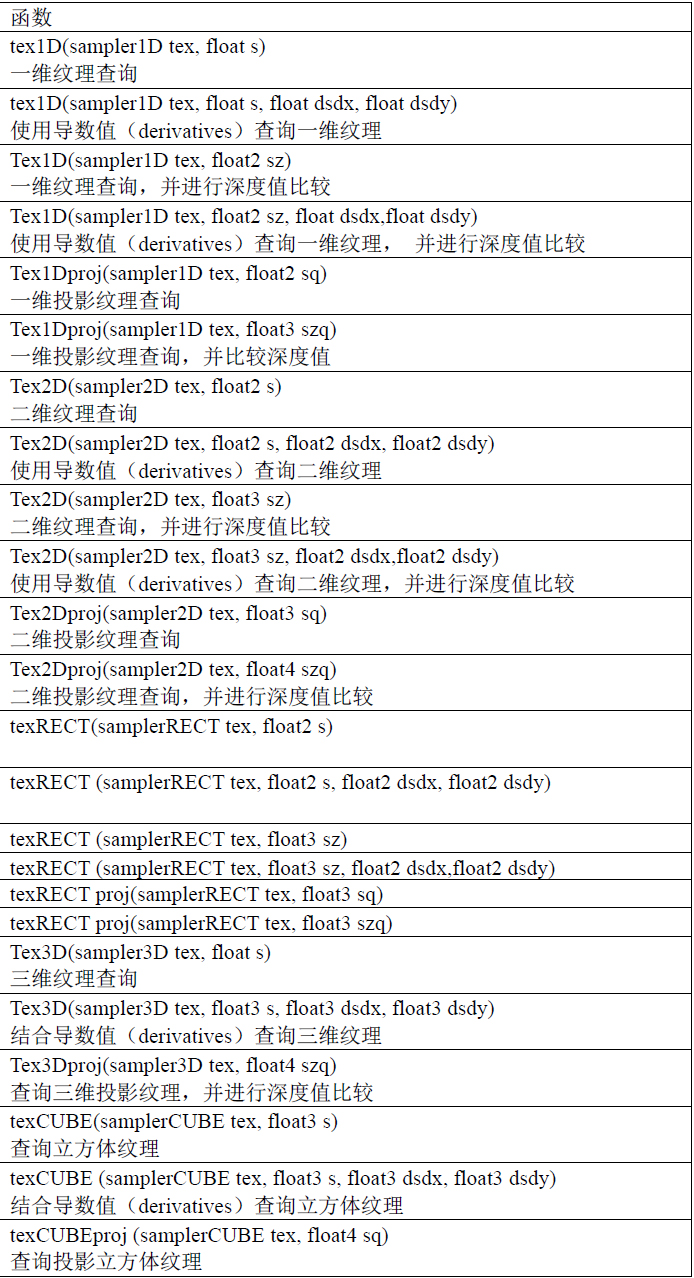 函数
tex1D(sampler1D tex, float s)
一维纹理查询
tex1D(sampler1D tex, float s, float dsdx, float dsdy)
使用导数值（derivatives）查询一维纹理
Tex1D(sampler1D tex, float2 sz)
一维纹理查询，并进行深度值比较
Tex1D(sampler1D tex, float2 sz, float dsdx,float dsdy)
使用导数值（derivatives）查询一维纹理， 并进行深度值比较
Tex1Dproj(sampler1D tex, float2 sq)
一维投影纹理查询
Tex1Dproj(sampler1D tex, float3 szq)
一维投影纹理查询，并比较深度值
Tex2D(sampler2D tex, float2 s)
二维纹理查询
Tex2D(sampler2D tex, float2 s, float2 dsdx, float2 dsdy)
使用导数值（derivatives）查询二维纹理
Tex2D(sampler2D tex, float3 sz)
二维纹理查询，并进行深度值比较
Tex2D(sampler2D tex, float3 sz, float2 dsdx,float2 dsdy)
使用导数值（derivatives）查询二维纹理，并进行深度值比较
Tex2Dproj(sampler2D tex, float3 sq)
二维投影纹理查询
Tex2Dproj(sampler2D tex, float4 szq)
二维投影纹理查询，并进行深度值比较
texRECT(samplerRECT tex, float2 s)
texRECT (samplerRECT tex, float2 s, float2 dsdx, float2 dsdy)
texRECT (samplerRECT tex, float3 sz)
texRECT (samplerRECT tex, float3 sz, float2 dsdx,float2 dsdy)
texRECT proj(samplerRECT tex, float3 sq)
texRECT proj(samplerRECT tex, float3 szq)
Tex3D(sampler3D tex, float s)
三维纹理查询
Tex3D(sampler3D tex, float3 s, float3 dsdx, float3 dsdy)
结合导数值（derivatives）查询三维纹理
Tex3Dproj(sampler3D tex, float4 szq)
查询三维投影纹理，并进行深度值比较
texCUBE(samplerCUBE tex, float3 s)
查询立方体纹理
texCUBE (samplerCUBE tex, float3 s, float3 dsdx, float3 dsdy)
结合导数值（derivatives）查询立方体纹理
texCUBEproj (samplerCUBE tex, float4 sq)
查询投影立方体纹理